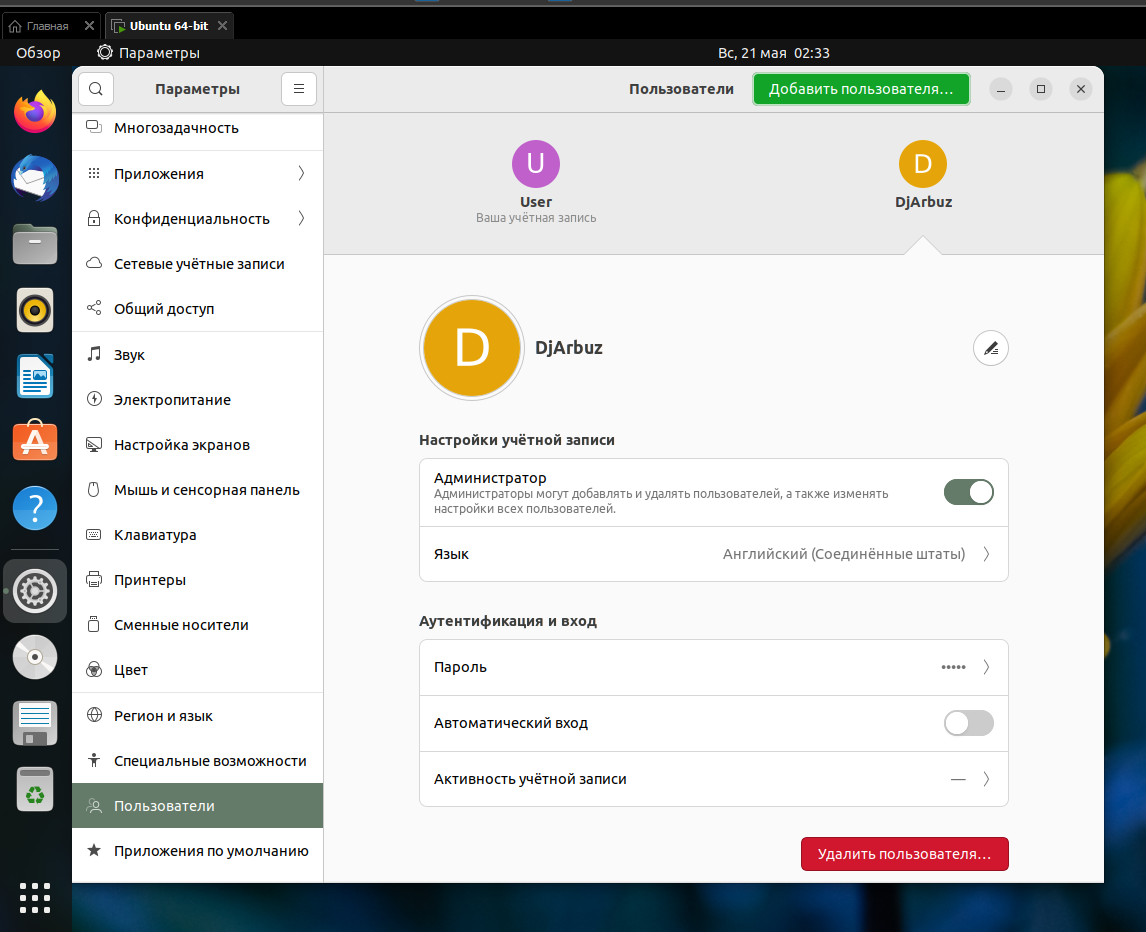 Главная
Ubuntu 64-bit
Обзор
Параметры
Вс, 21 мая 02:33
Параметры
Пользователи
Добавить пользователя...
Многозадачность
Приложения
Конфиденциальность
Сетевые учётные записи
Общий доступ
Звук
Электропитание
Настройка экранов
Мышь и сенсорная панель
Клавиатура
Принтеры
Сменные носители
Цвет
Регион и язык
Специальные возможности
Пользователи
Приложения по умолчанию
U
User
Ваша учётная запись
D
DjArbuz
D
DjArbuz
Настройки учётной записи
Администратор
Администраторы могут добавлять и удалять пользователей, а также изменять
настройки всех пользователей.
Язык
Английский (Соединённые штаты)
Аутентификация и вход
Пароль
•••••
Автоматический вход
Активность учётной записи
—
Удалить пользователя...